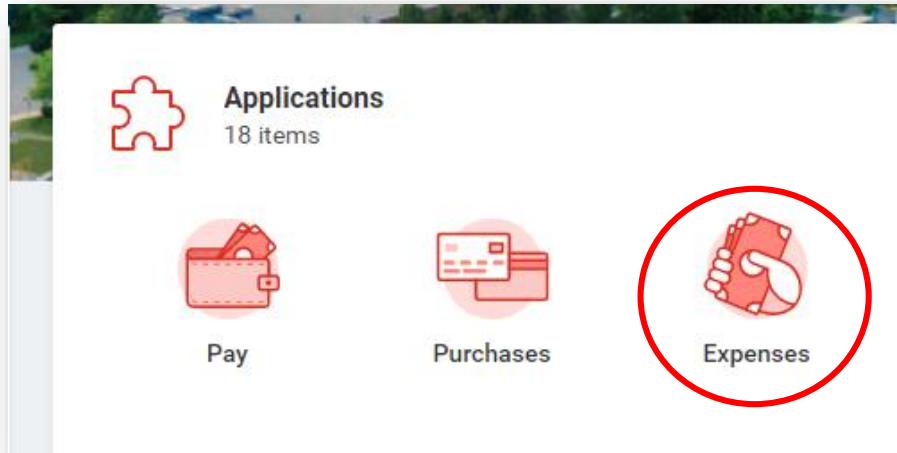 Applications
18 items
Pay
Purchases
Expenses